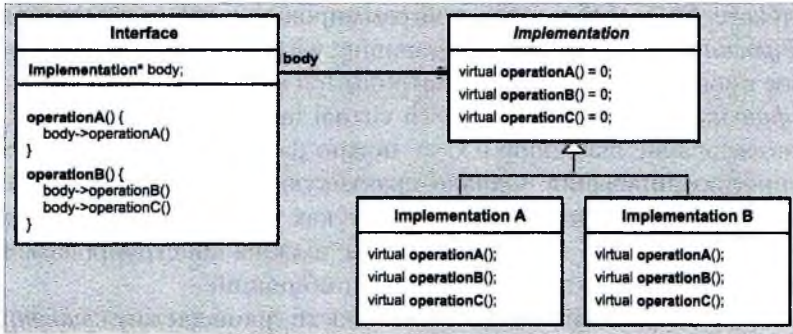 Interface
Implementation* body;
operationA() {
body->operationA()
}
operationB() {
body->operationB()
body->operationC()
}
body
Implementation
virtual operationA() = 0;
virtual operationB() = 0;
virtual operationC() = 0;
Implementation A
virtual operationA();
virtual operationB();
virtual operationC();
Implementation B
virtual operationA();
virtual operationB();
virtual operationC();